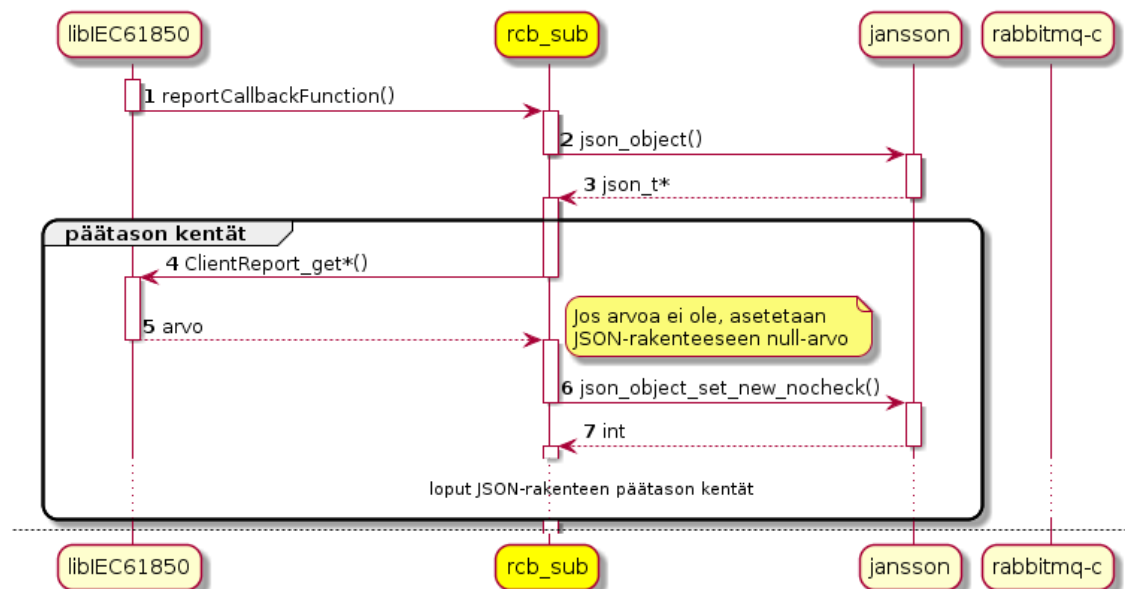 libIEC61850 rcb_sub jansson rabbitmq-c
1 reportCallbackFunction()
2 json_object()
3 json_t*
päätason kentät
4 ClientReport_get*()
Jos arvoa ei ole, asetetaan
JSON-rakenteeseen null-arvo
5 arvo
6 json_object_set_new_nocheck()
7 int
loput JSON-rakenteen päätason kentät
libIEC61850 rcb_sub jansson rabbitmq-c